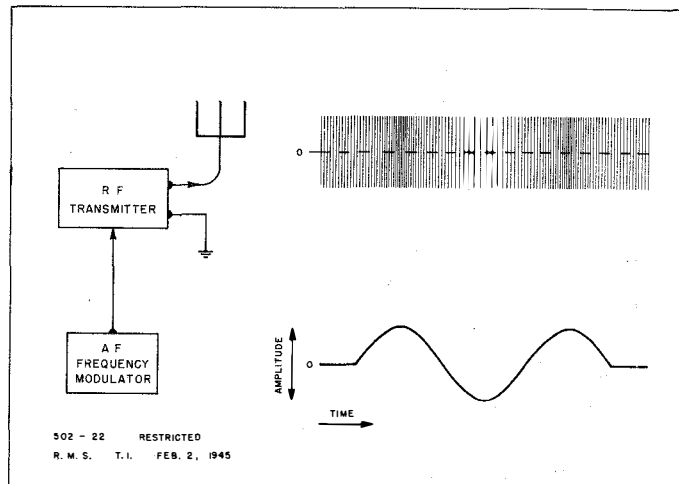 R F
TRANSMITTER
A F
FREQUENCY
MODULATOR
0
0
AMPLITUDE
TIME
502 - 22 RESTRICTED
R. M. S. T. I. FEB. 2, 1945